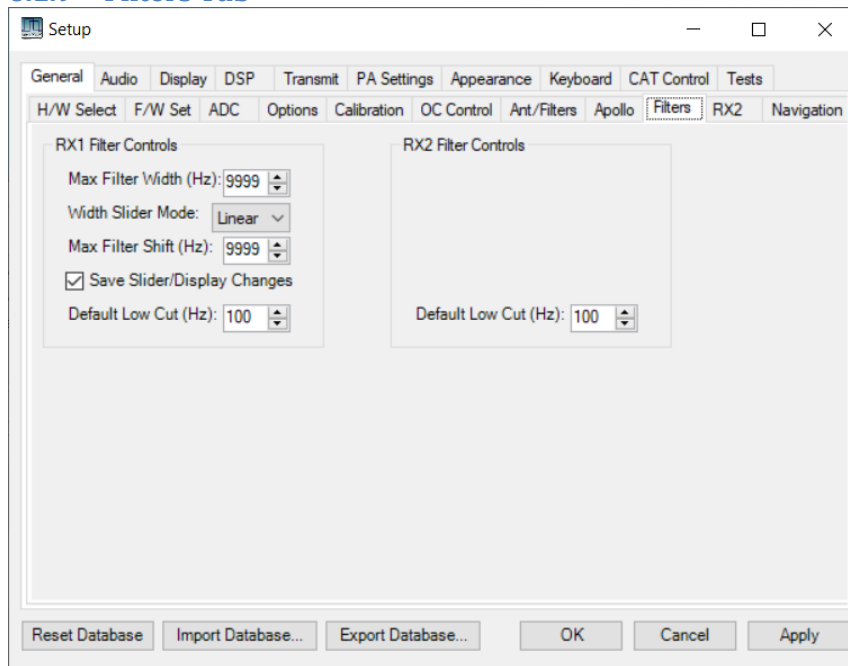 Setup
General Audio Display DSP Transmit PA Settings Appearance Keyboard CAT Control Tests
H/W Select F/W Set ADC Options Calibration OC Control Ant/Filters Apollo Filters RX2 Navigation
RX1 Filter Controls RX2 Filter Controls
Max Filter Width (Hz): 9999
Width Slider Mode: Linear
Max Filter Shift (Hz): 9999
Save Slider/Display Changes
Default Low Cut (Hz): 100 Default Low Cut (Hz): 100
Reset Database Import Database... Export Database... OK Cancel Apply